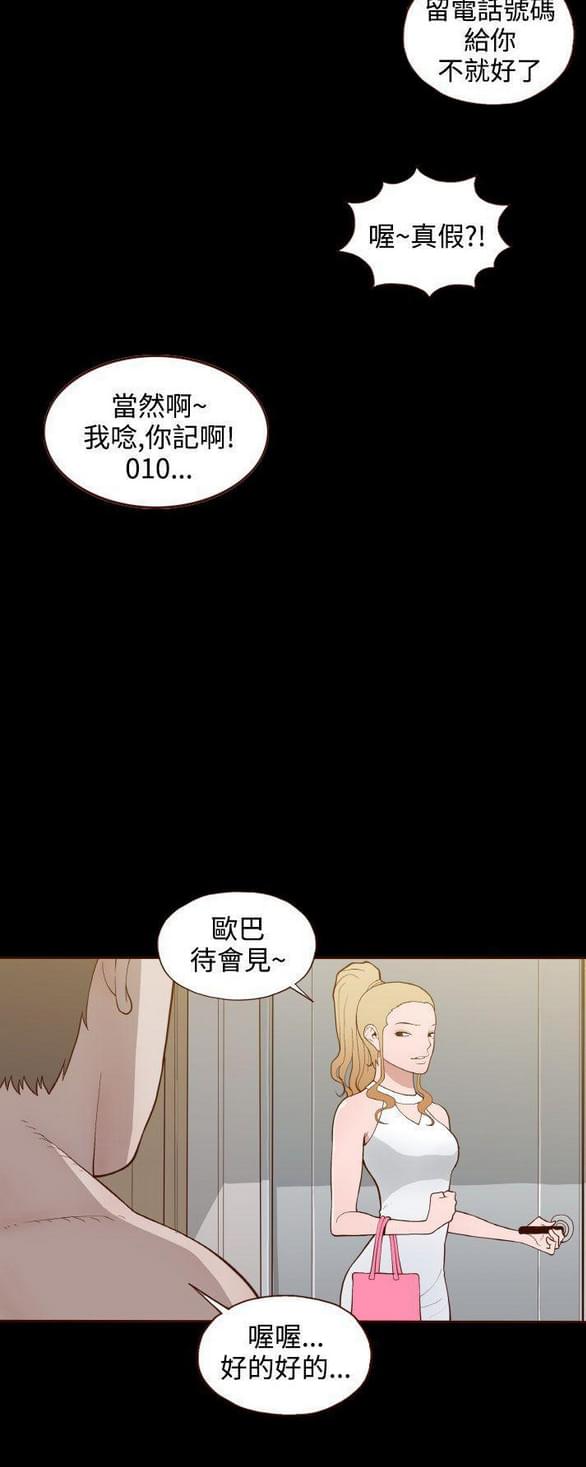 留電話號碼
給你
不就好了
喔~真假?!
當然啊~
我唸,你記啊!
010...
歐巴
待會見~
喔喔...
好的好的...